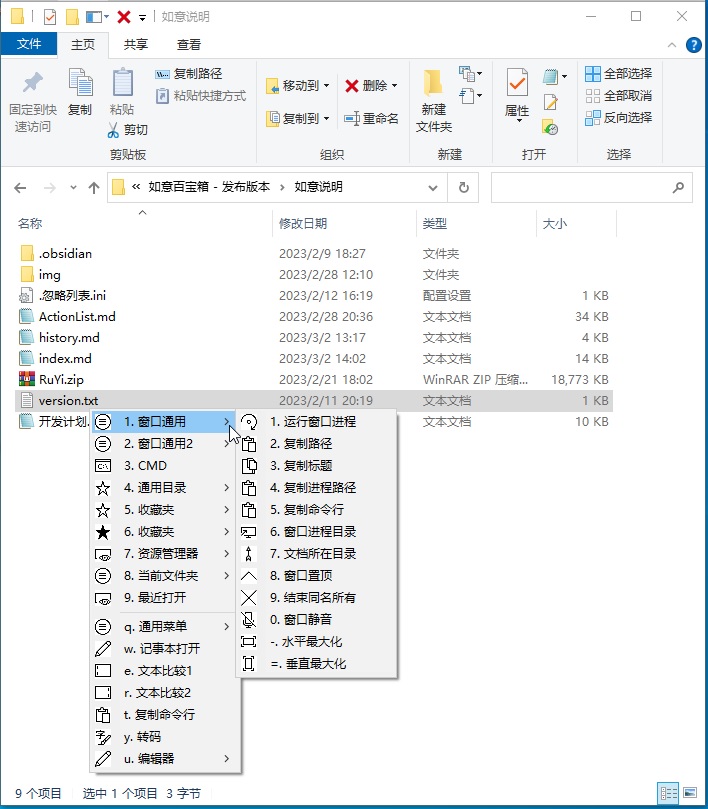 如意说明
文件 主页 共享 查看
固定到快速访问
复制
粘贴
复制路径
粘贴快捷方式
剪切
剪贴板
移动到
复制到
删除
重命名
组织
新建
文件夹
新建
属性
打开
全部选择
全部取消
反向选择
选择
« 如意百宝箱 - 发布版本 › 如意说明
名称 修改日期 类型 大小
.obsidian 2023/2/9 18:27 文件夹
img 2023/2/28 12:10 文件夹
.忽略列表.ini 2023/2/12 16:19 配置设置 1 KB
ActionList.md 2023/2/28 20:36 文本文档 34 KB
history.md 2023/3/2 13:17 文本文档 4 KB
index.md 2023/3/2 14:02 文本文档 14 KB
RuYi.zip 2023/2/21 18:02 WinRAR ZIP 压缩... 18,773 KB
version.txt 2023/2/11 20:19 文本文档 1 KB
开发计划. 文本文档 10 KB
1. 窗口通用
2. 窗口通用2
3. CMD
4. 通用目录
5. 收藏夹
6. 收藏夹
7. 资源管理器
8. 当前文件夹
9. 最近打开
q. 通用菜单
w. 记事本打开
e. 文本比较1
r. 文本比较2
t. 复制命令行
y. 转码
u. 编辑器
1. 运行窗口进程
2. 复制路径
3. 复制标题
4. 复制进程路径
5. 复制命令行
6. 窗口进程目录
7. 文档所在目录
8. 窗口置顶
9. 结束同名所有
0. 窗口静音
-. 水平最大化
=. 垂直最大化
9 个项目 选中 1 个项目 3 字节